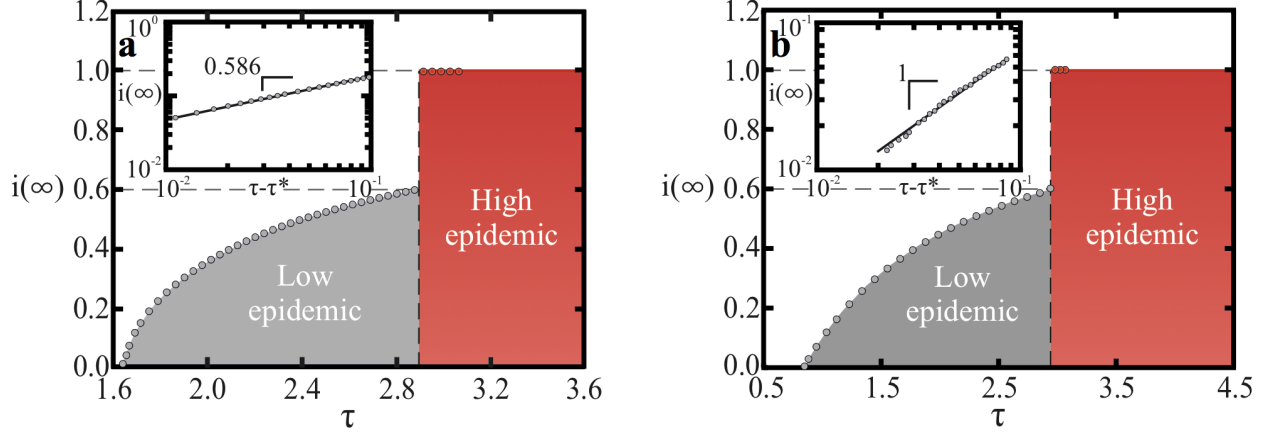 a
1.2
1.0
i(∞)
0.8
i(∞) 0.6
0.4
0.2
0.0
1.6 2.0 2.4 2.8 3.2 3.6
τ
10^0
0.586
10^-2
10^-2 τ-τ* 10^-1
Low
epidemic
High
epidemic
b
1.2
1.0
i(∞)
0.8
i(∞) 0.6
0.4
0.2
0.0
0.5 1.5 2.5 3.5 4.5
τ
10^-1
1
10^-2
10^-2 τ-τ* 10^-1
Low
epidemic
High
epidemic